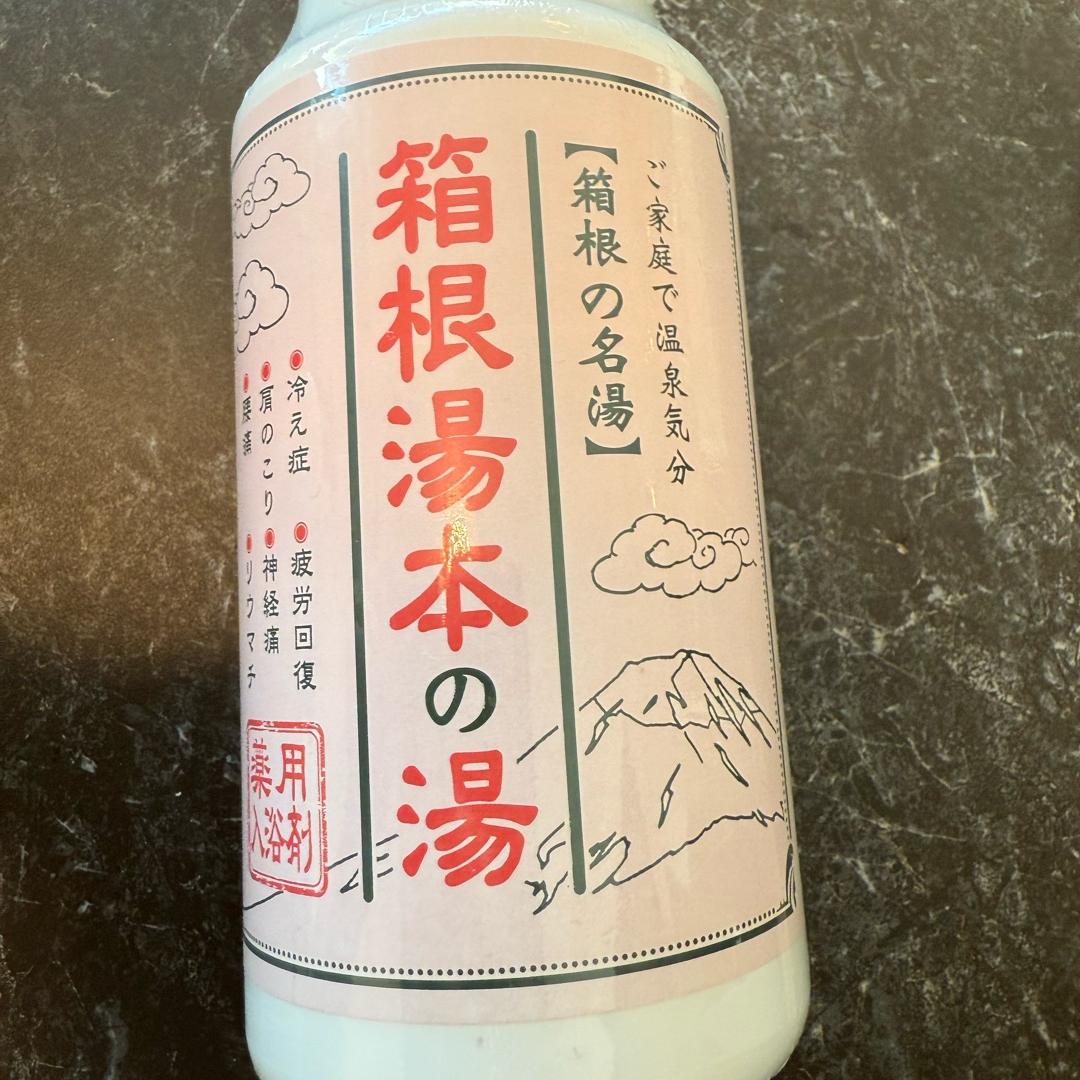 ご家庭で温泉気分
【箱根の名湯】
箱根湯本の湯
冷え症
疲労回復
肩のこり
神経痛
腰痛
リウマチ
薬用
入浴剤